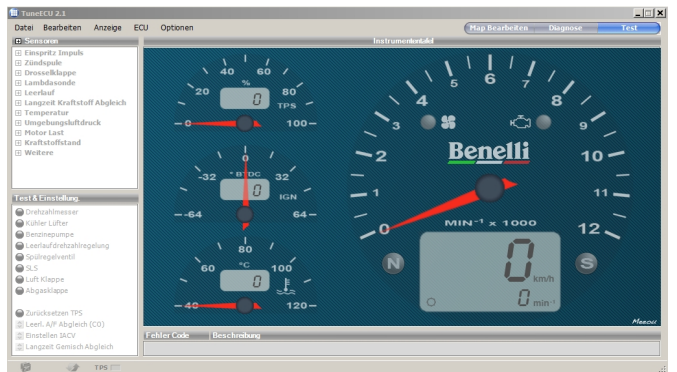 TuneECU 2.1
Datei Bearbeiten Anzeige ECU Optionen
Map Bearbeiten Diagnose Test
Sensoren
Einspritz Impuls
Zündspule
Drosselklappe
Lambdasonde
Leerlauf
Langzeit Kraftstoff Abgleich
Temperatur
Umgebungsluftdruck
Motor Last
Kraftstoffstand
Weitere
Test & Einstellung.
Drehzahlmesser
Kühler Lüfter
Benzinepumpe
Leerlaufdrehzahlregelung
Spülregelventil
SLS
Luft Klappe
Abgasklappe
Zurücksetzen TPS
Leerl. A/F Abgleich (CO)
Einstellen IACV
Langzeit Gemisch Abgleich
Instrumententafel
0 20 40 60 80 100
%
0
TPS
-64 -32 0 32 64
° BTDC
0
IGN
40 60 80 100 120
°C
0
0 1 2 3 4 5 6 7 8 9 10 11 12
Benelli
MIN⁻¹ x 1000
N
S
0 km/h
0 min⁻¹
Fehler Code Beschreibung
TPS